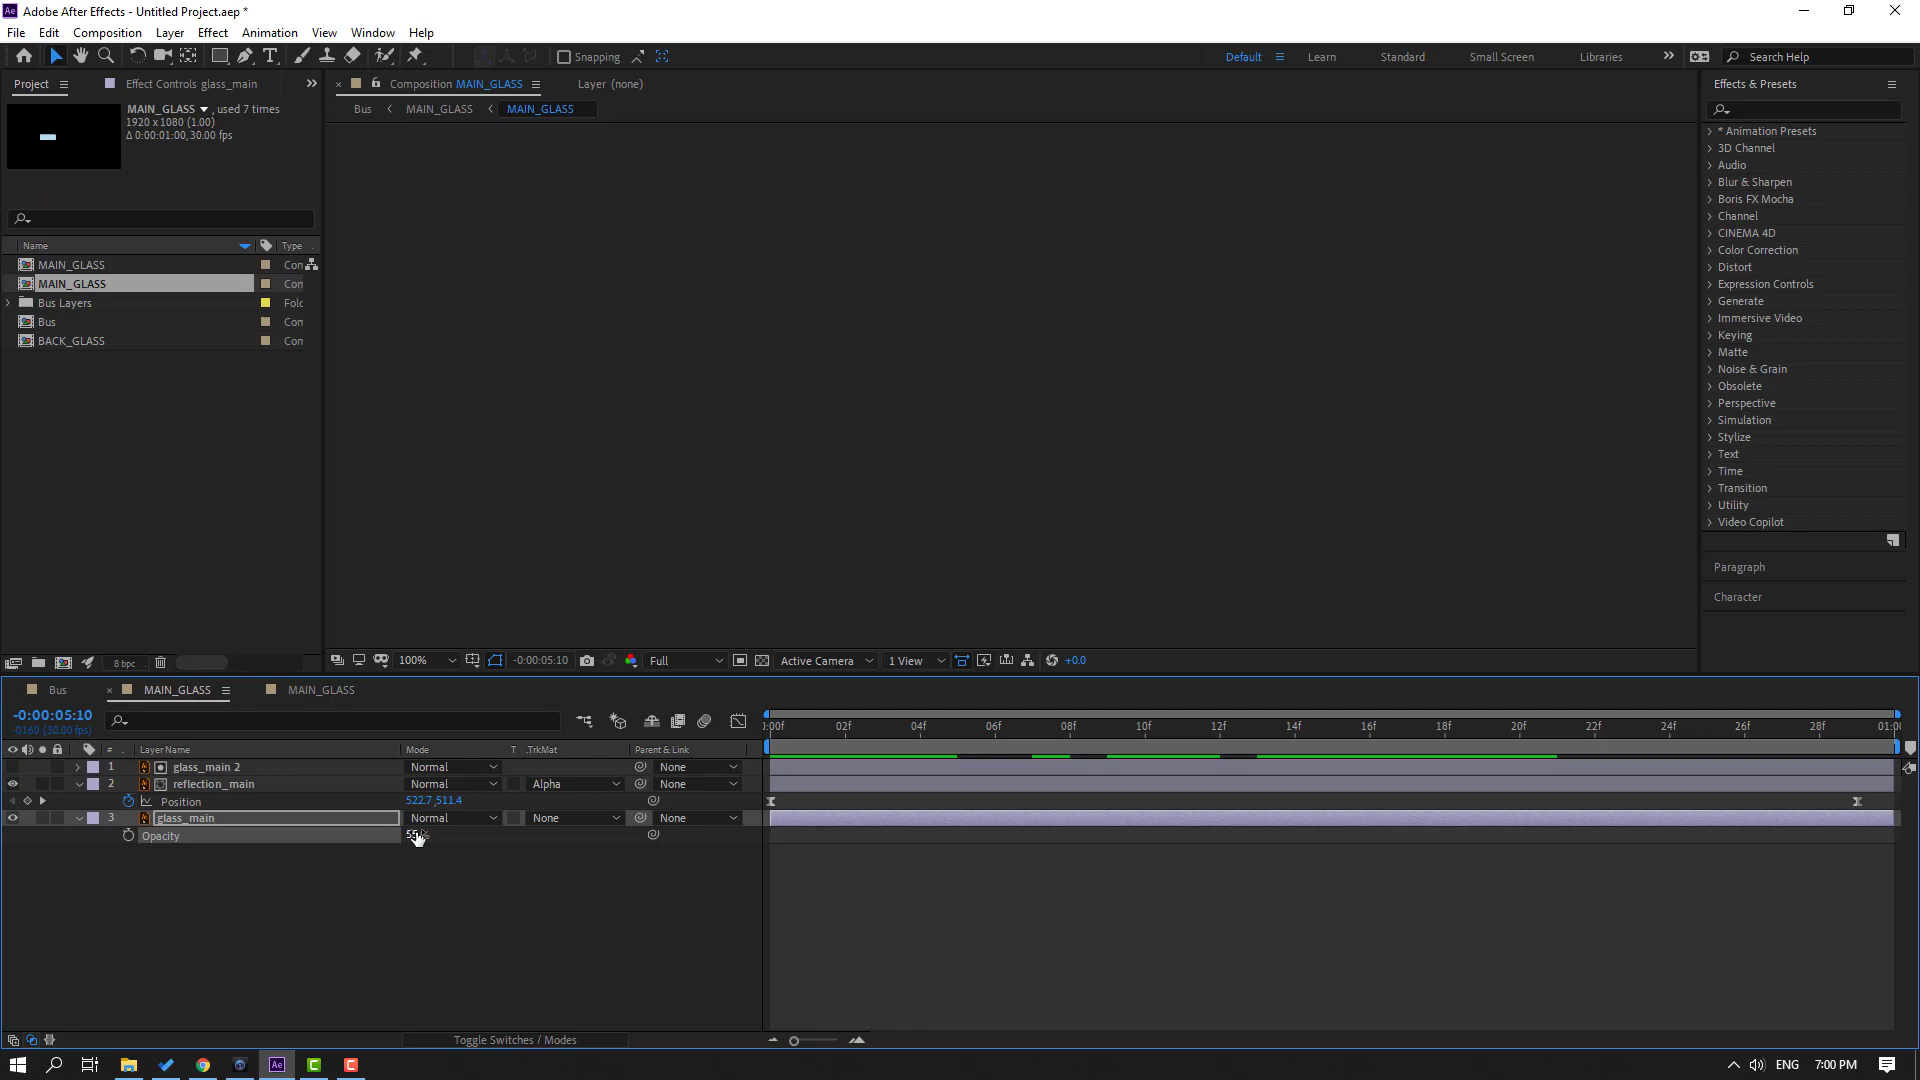 Adobe After Effects - Untitled Project.aep *
File Edit Composition Layer Effect Animation View Window Help
Snapping Default Learn Standard Small Screen Libraries Search Help
Project Effect Controls glass_main
Composition MAIN_GLASS Layer (none)
Effects & Presets
Bus MAIN_GLASS MAIN_GLASS
MAIN_GLASS , used 7 times
1920 x 1080 (1.00)
Δ 0:00:01:00, 30.00 fps
Name Type
MAIN_GLASS Con
MAIN_GLASS Con
Bus Layers Folc
Bus Con
BACK_GLASS Con
* Animation Presets
3D Channel
Audio
Blur & Sharpen
Boris FX Mocha
Channel
CINEMA 4D
Color Correction
Distort
Expression Controls
Generate
Immersive Video
Keying
Matte
Noise & Grain
Obsolete
Perspective
Simulation
Stylize
Text
Time
Transition
Utility
Video Copilot
Paragraph
Character
8 bpc
100% -0:00:05:10 Full Active Camera 1 View +0.0
Bus MAIN_GLASS MAIN_GLASS
-0:00:05:10
-0160 (30.00 fps)
:00f 02f 04f 06f 08f 10f 12f 14f 16f 18f 20f 22f 24f 26f 28f 01:0
# . Layer Name Mode T .TrkMat Parent & Link
1 glass_main 2 Normal None
2 reflection_main Normal Alpha None
Position 522.7,511.4
3 glass_main Normal None None
Opacity
Toggle Switches / Modes
ENG 7:00 PM